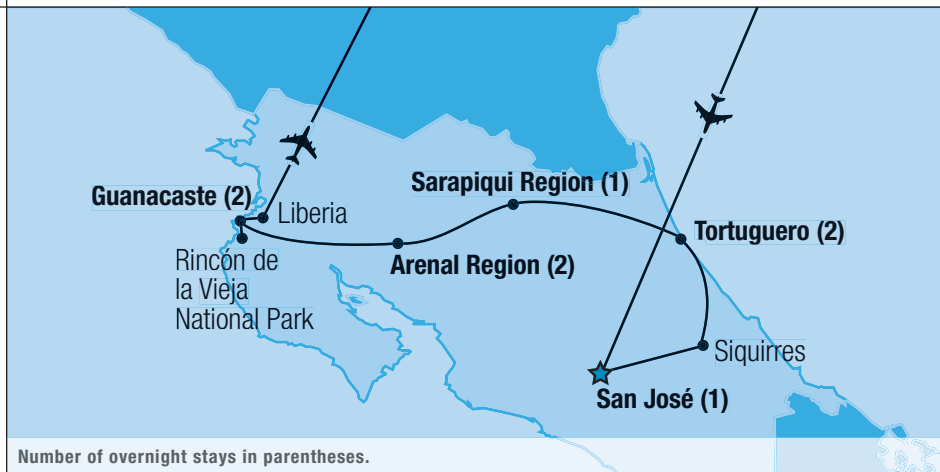 Sarapiqui Region (1)
Guanacaste (2)
Liberia
Tortuguero (2)
Arenal Region (2)
Rincón de
la Vieja
National Park
Siquirres
San José (1)
Number of overnight stays in parentheses.